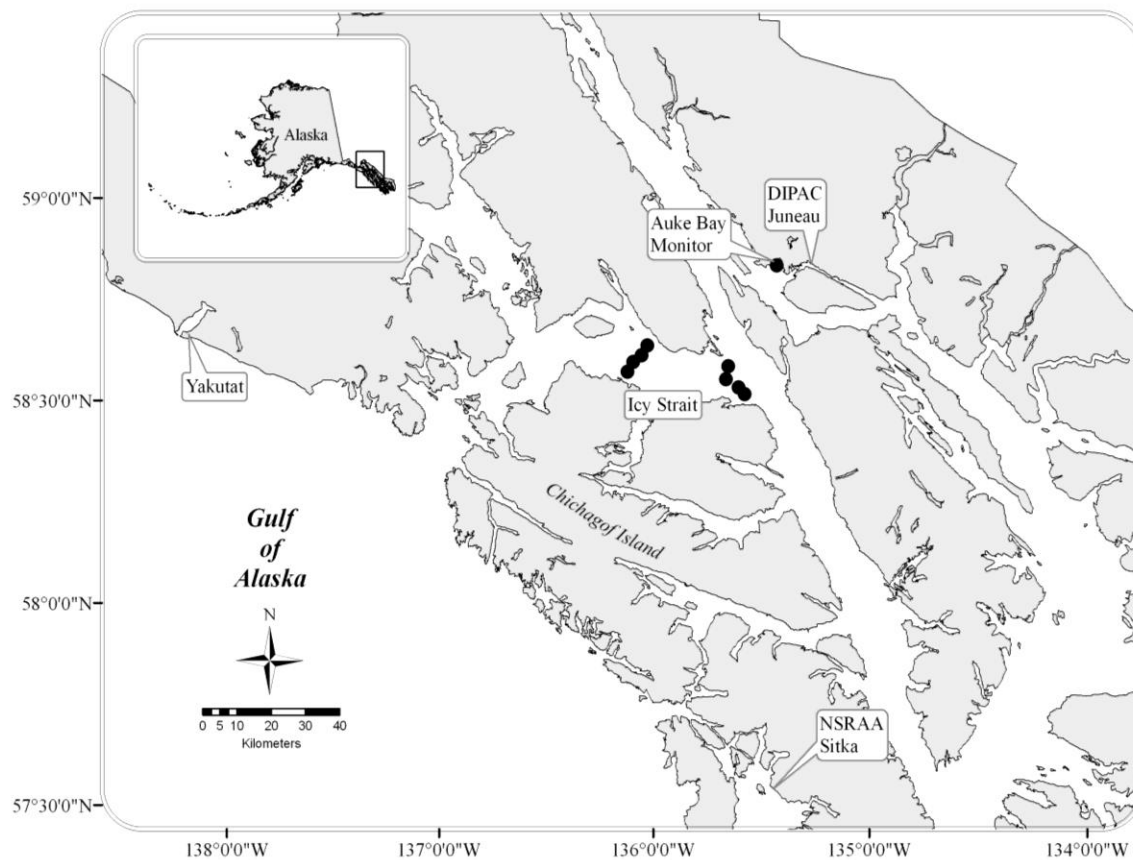 Alaska
59°0'0"N
58°30'0"N
58°0'0"N
57°30'0"N
DIPAC
Juneau
Auke Bay
Monitor
Yakutat
Icy Strait
Chichagof Island
Gulf
of
Alaska
N
0 5 10 20 30 40
Kilometers
NSRAA
Sitka
138°0'0"W 137°0'0"W 136°0'0"W 135°0'0"W 134°0'0"W